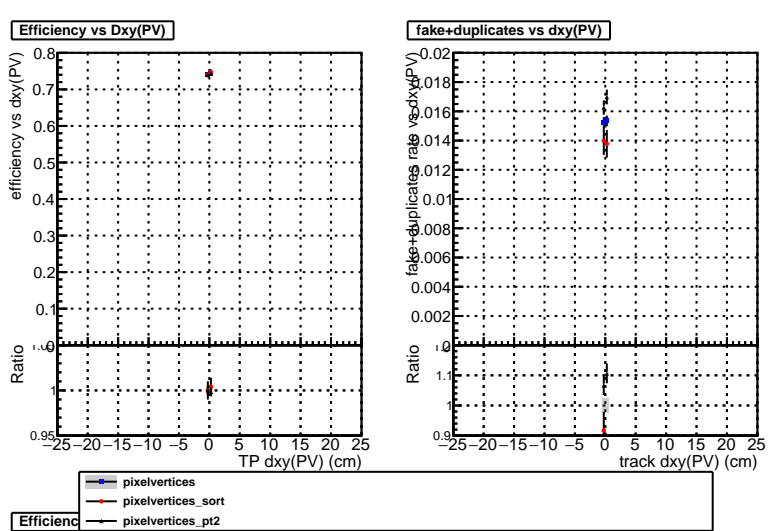 Efficiency vs Dxy(PV)
fake+duplicates vs dxy(PV)
efficiency vs dxy(PV)
0.8
0.7
0.6
0.5
0.4
0.3
0.2
0.1
fake+duplicates rate vs dxy(PV)
0.02
0.018
0.016
0.014
0.012
0.01
0.008
0.006
0.004
0.002
0
Ratio
1
0.95
−25 −20 −15 −10 −5 0 5 10 15 20 25
TP dxy(PV) (cm)
Ratio
1.1
1
0.9
−25 −20 −15 −10 −5 0 5 10 15 20 25
track dxy(PV) (cm)
pixelvertices
pixelvertices_sort
pixelvertices_pt2
Efficienc